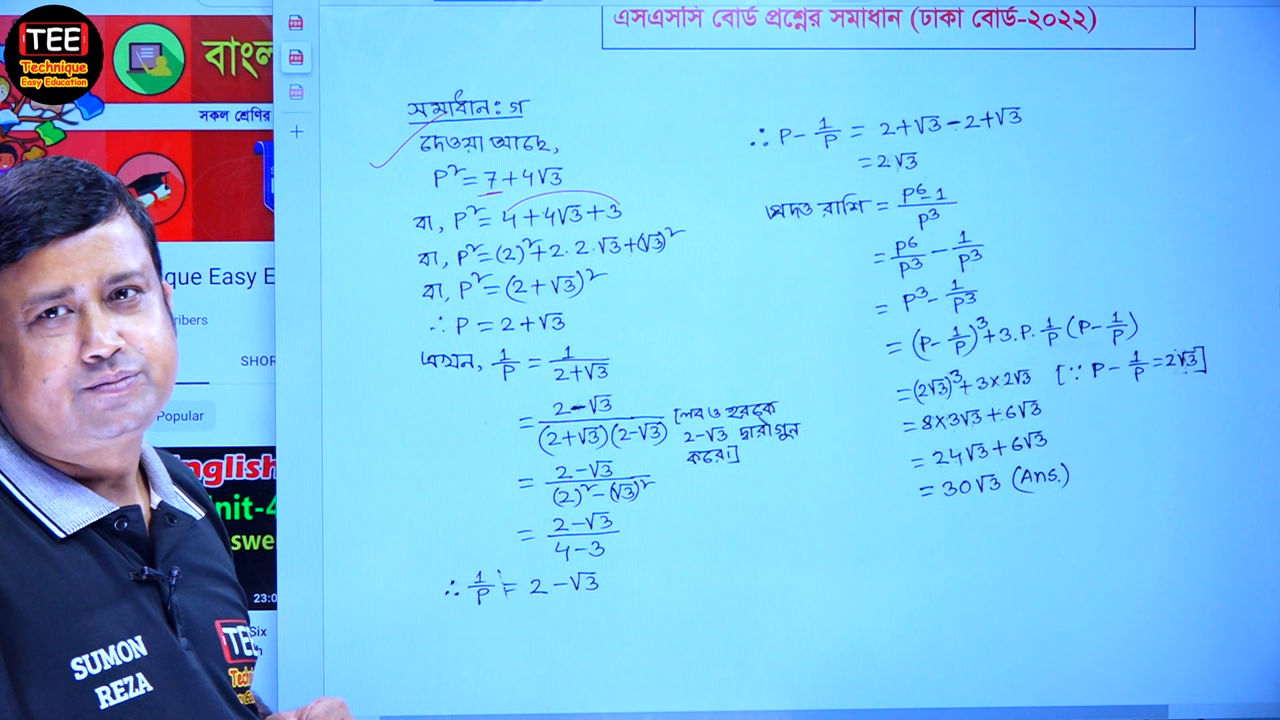 TEE
Technique
Easy Education
বাংল
সকল শ্রেণির
que Easy E
ribers
SHOR
Popular
English
nit-4
swe
23:0
Six
SUMON
REZA
TEE
এসএসসি বোর্ড প্রশ্নের সমাধান (ঢাকা বোর্ড-২০২২)
সমাধান: গ
দেওয়া আছে,
P² = 7 + 4√3
বা, P² = 4 + 4√3 + 3
বা, P² = (2)² + 2. 2. √3 + (√3)²
বা, P² = (2 + √3)²
∴ P = 2 + √3
এখন, 1/P = 1/(2+√3)
= (2-√3)/((2+√3)(2-√3)) [লব ও হরকে
2-√3 দ্বারা গুন
করে]
= (2-√3)/((2)² - (√3)²)
= (2-√3)/(4-3)
∴ 1/P = 2 - √3
∴ P - 1/P = 2+√3 - 2+√3
= 2√3
প্রদত্ত রাশি = (P⁶-1)/P³
= P⁶/P³ - 1/P³
= P³ - 1/P³
= (P - 1/P)³ + 3. P. 1/P (P - 1/P)
= (2√3)³ + 3×2√3 [∵ P - 1/P = 2√3]
= 8×3√3 + 6√3
= 24√3 + 6√3
= 30√3 (Ans.)